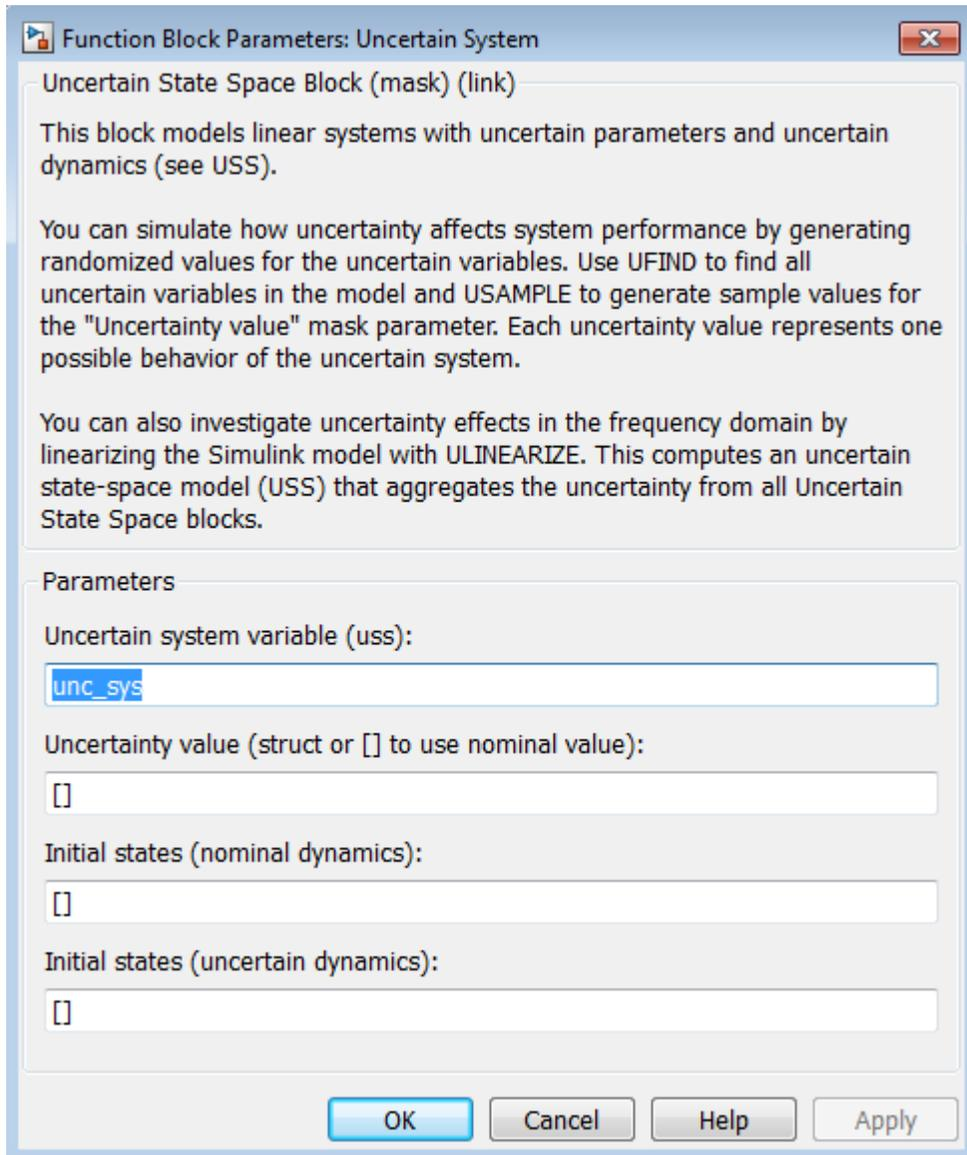 Function Block Parameters: Uncertain System
Uncertain State Space Block (mask) (link)
This block models linear systems with uncertain parameters and uncertain
dynamics (see USS).
You can simulate how uncertainty affects system performance by generating
randomized values for the uncertain variables. Use UFIND to find all
uncertain variables in the model and USAMPLE to generate sample values for
the "Uncertainty value" mask parameter. Each uncertainty value represents one
possible behavior of the uncertain system.
You can also investigate uncertainty effects in the frequency domain by
linearizing the Simulink model with ULINEARIZE. This computes an uncertain
state-space model (USS) that aggregates the uncertainty from all Uncertain
State Space blocks.
Parameters
Uncertain system variable (uss):
unc_sys
Uncertainty value (struct or [] to use nominal value):
[]
Initial states (nominal dynamics):
[]
Initial states (uncertain dynamics):
[]
OK Cancel Help Apply